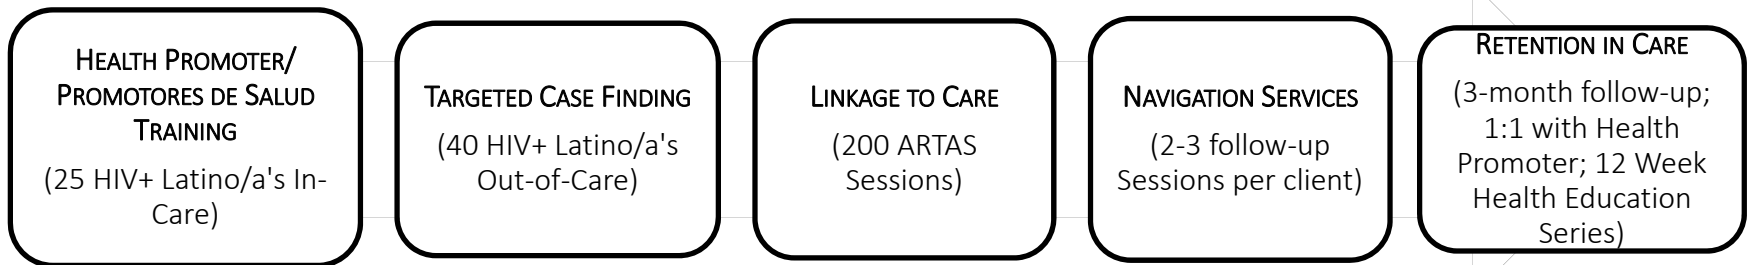 HEALTH PROMOTER/
PROMOTORES DE SALUD
TRAINING
(25 HIV+ Latino/a's In-
Care)
TARGETED CASE FINDING
(40 HIV+ Latino/a's
Out-of-Care)
LINKAGE TO CARE
(200 ARTAS
Sessions)
NAVIGATION SERVICES
(2-3 follow-up
Sessions per client)
RETENTION IN CARE
(3-month follow-up;
1:1 with Health
Promoter; 12 Week
Health Education
Series)